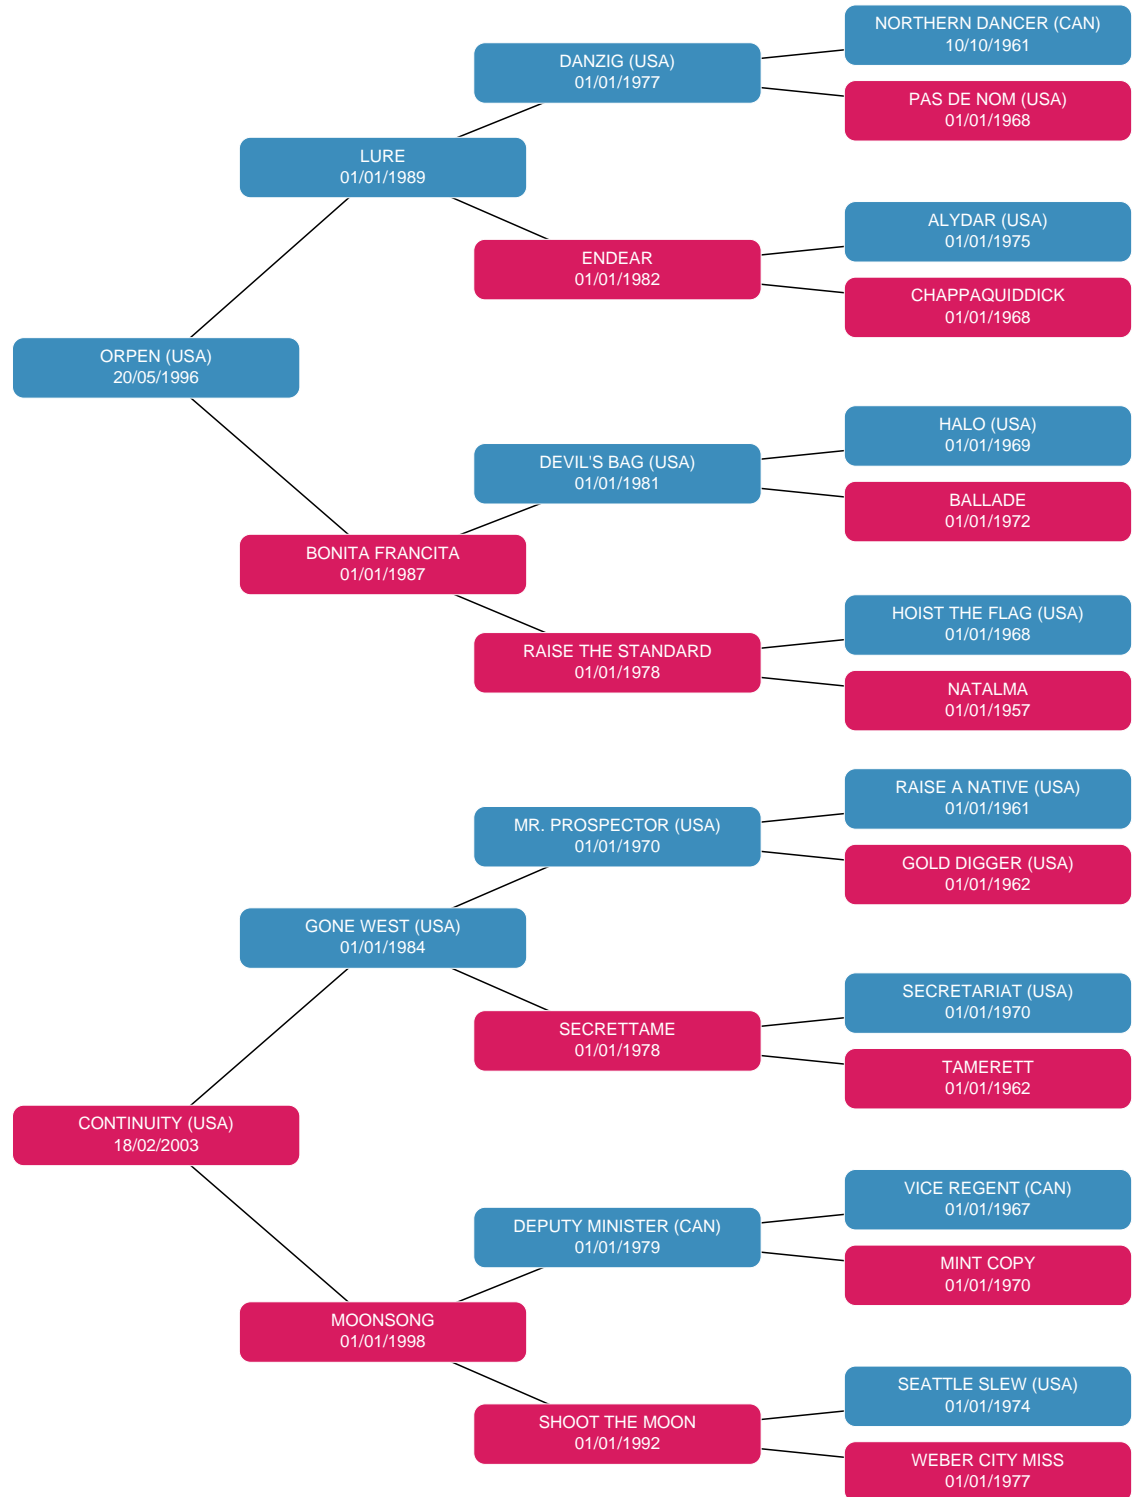 NORTHERN DANCER (CAN)
10/10/1961
DANZIG (USA)
01/01/1977
PAS DE NOM (USA)
01/01/1968
LURE
01/01/1989
ALYDAR (USA)
01/01/1975
ENDEAR
01/01/1982
CHAPPAQUIDDICK
01/01/1968
ORPEN (USA)
20/05/1996
HALO (USA)
01/01/1969
DEVIL'S BAG (USA)
01/01/1981
BALLADE
01/01/1972
BONITA FRANCITA
01/01/1987
HOIST THE FLAG (USA)
01/01/1968
RAISE THE STANDARD
01/01/1978
NATALMA
01/01/1957
RAISE A NATIVE (USA)
01/01/1961
MR. PROSPECTOR (USA)
01/01/1970
GOLD DIGGER (USA)
01/01/1962
GONE WEST (USA)
01/01/1984
SECRETARIAT (USA)
01/01/1970
SECRETTAME
01/01/1978
TAMERETT
01/01/1962
CONTINUITY (USA)
18/02/2003
VICE REGENT (CAN)
01/01/1967
DEPUTY MINISTER (CAN)
01/01/1979
MINT COPY
01/01/1970
MOONSONG
01/01/1998
SEATTLE SLEW (USA)
01/01/1974
SHOOT THE MOON
01/01/1992
WEBER CITY MISS
01/01/1977